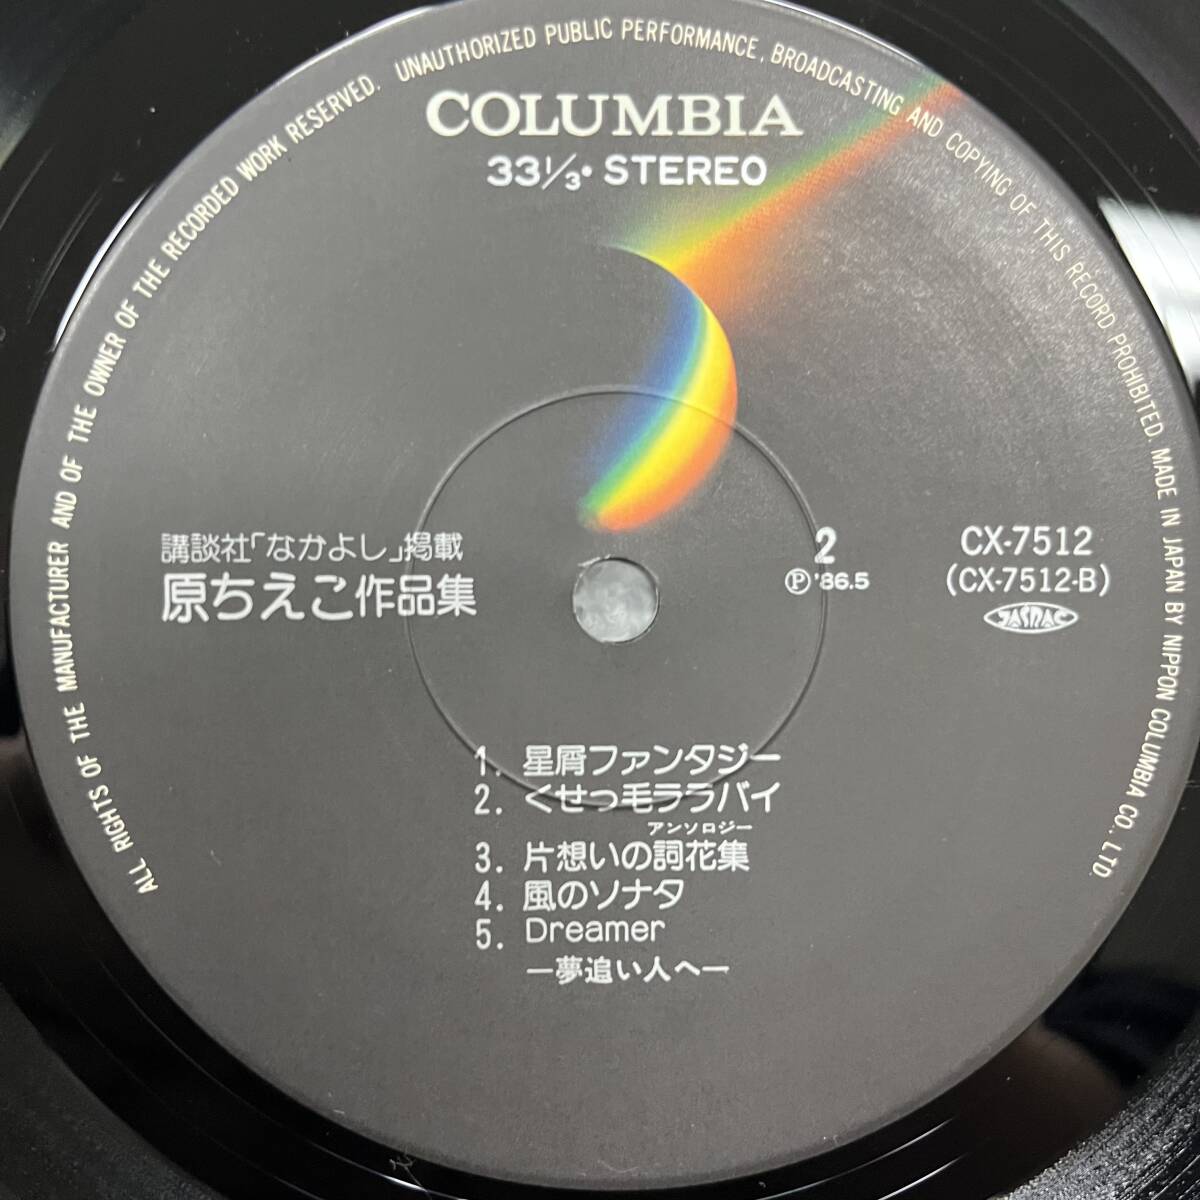 ALL RIGHTS OF THE MANUFACTURER AND OF THE OWNER OF THE RECORDED WORK RESERVED. UNAUTHORIZED PUBLIC PERFORMANCE, BROADCASTING AND COPYING OF THIS RECORD PROHIBITED. MADE IN JAPAN BY NIPPON COLUMBIA CO., LTD.
COLUMBIA
33 1/3• STEREO
講談社「なかよし」掲載
原ちえこ作品集
2
Ⓟ '86.5
CX-7512
(CX-7512-B)
JASRAC
1. 星屑ファンタジー
2. くせっ毛ララバイ
アンソロジー
3. 片想いの詞花集
4. 風のソナタ
5. Dreamer
—夢追い人へ—